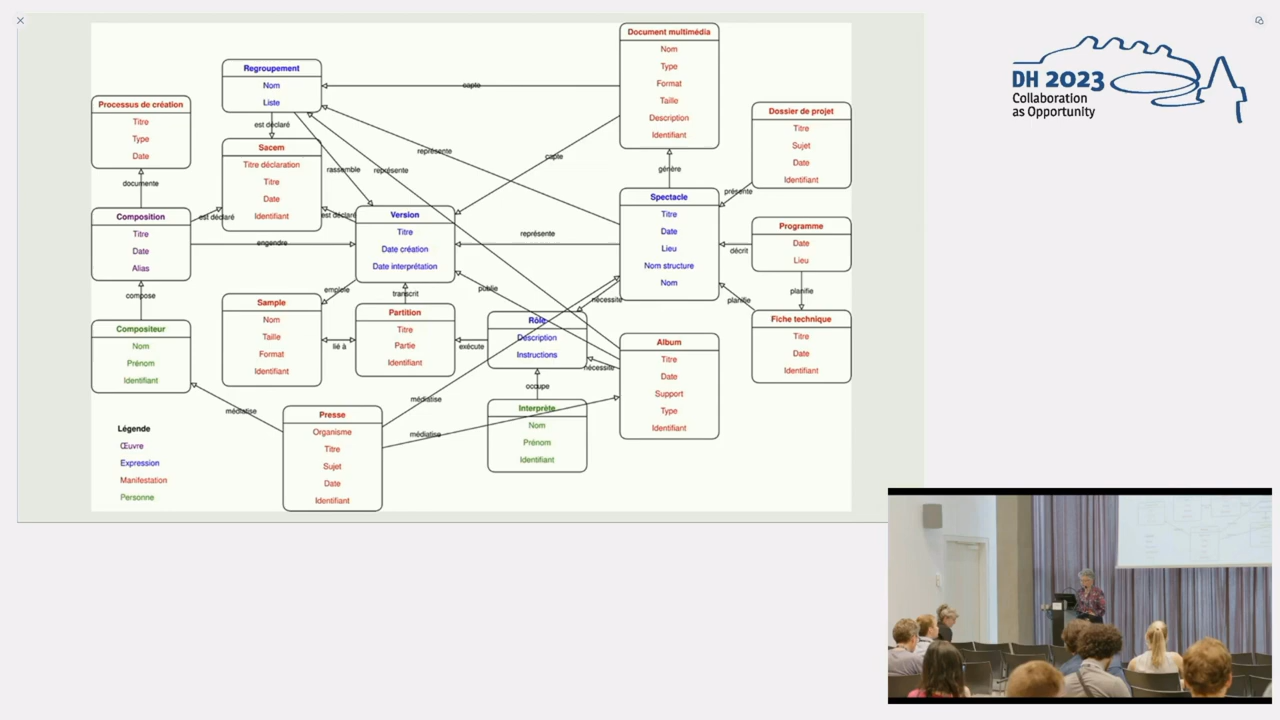 Document multimédia
Nom
Type
Format
Taille
Description
Identifiant
Regroupement
Nom
Liste
capte
Processus de création
Titre
Type
Date
Dossier de projet
Titre
Sujet
Date
Identifiant
est déclaré
Sacem
Titre déclaration
Titre
Date
Identifiant
rassemble
représente
représente
capte
génère
présente
documente
Composition
Titre
Date
Alias
est déclaré
est déclaré
engendre
Version
Titre
Date création
Date interprétation
représente
Spectacle
Titre
Date
Lieu
Nom structure
Nom
décrit
Programme
Date
Lieu
planifie
planifie
compose
emploie
transcrit
publie
nécessite
Sample
Nom
Taille
Format
Identifiant
lié à
Partition
Titre
Partie
Identifiant
exécute
Rôle
Description
Instructions
nécessite
Album
Titre
Date
Support
Type
Identifiant
Fiche technique
Titre
Date
Identifiant
Compositeur
Nom
Prénom
Identifiant
occupe
Interprète
Nom
Prénom
Identifiant
médiatise
médiatise
médiatise
Presse
Organisme
Titre
Sujet
Date
Identifiant
Légende
Œuvre
Expression
Manifestation
Personne
DH 2023
Collaboration
as Opportunity